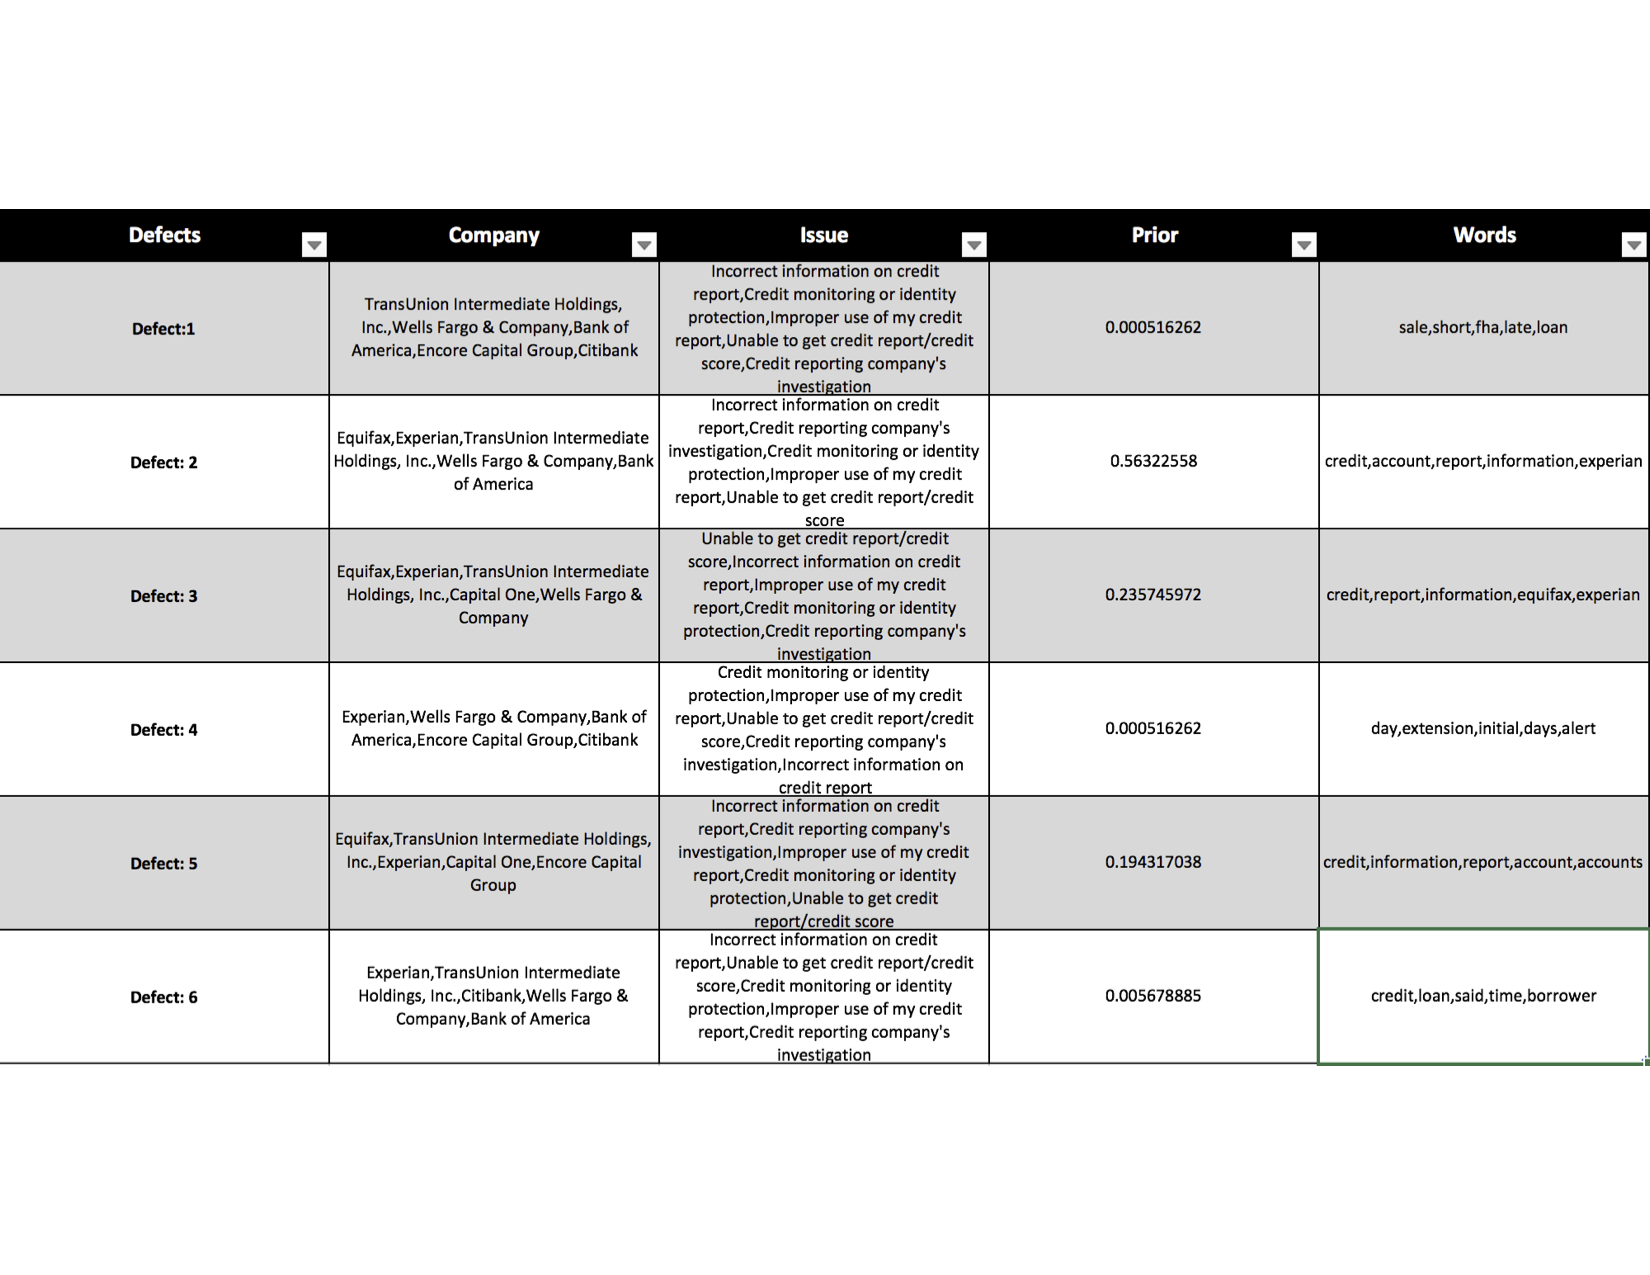 Defects Company Issue Prior Words
Defect:1
TransUnion Intermediate Holdings,
Inc.,Wells Fargo & Company,Bank of
America,Encore Capital Group,Citibank
Incorrect information on credit
report,Credit monitoring or identity
protection,Improper use of my credit
report,Unable to get credit report/credit
score,Credit reporting company's
investigation
0.000516262
sale,short,fha,late,loan
Defect: 2
Equifax,Experian,TransUnion Intermediate
Holdings, Inc.,Wells Fargo & Company,Bank
of America
Incorrect information on credit
report,Credit reporting company's
investigation,Credit monitoring or identity
protection,Improper use of my credit
report,Unable to get credit report/credit
score
0.56322558
credit,account,report,information,experian
Defect: 3
Equifax,Experian,TransUnion Intermediate
Holdings, Inc.,Capital One,Wells Fargo &
Company
Unable to get credit report/credit
score,Incorrect information on credit
report,Improper use of my credit
report,Credit monitoring or identity
protection,Credit reporting company's
investigation
0.235745972
credit,report,information,equifax,experian
Defect: 4
Experian,Wells Fargo & Company,Bank of
America,Encore Capital Group,Citibank
Credit monitoring or identity
protection,Improper use of my credit
report,Unable to get credit report/credit
score,Credit reporting company's
investigation,Incorrect information on
credit report
0.000516262
day,extension,initial,days,alert
Defect: 5
Equifax,TransUnion Intermediate Holdings,
Inc.,Experian,Capital One,Encore Capital
Group
Incorrect information on credit
report,Credit reporting company's
investigation,Improper use of my credit
report,Credit monitoring or identity
protection,Unable to get credit
report/credit score
0.194317038
credit,information,report,account,accounts
Defect: 6
Experian,TransUnion Intermediate
Holdings, Inc.,Citibank,Wells Fargo &
Company,Bank of America
Incorrect information on credit
report,Unable to get credit report/credit
score,Credit monitoring or identity
protection,Improper use of my credit
report,Credit reporting company's
investigation
0.005678885
credit,loan,said,time,borrower